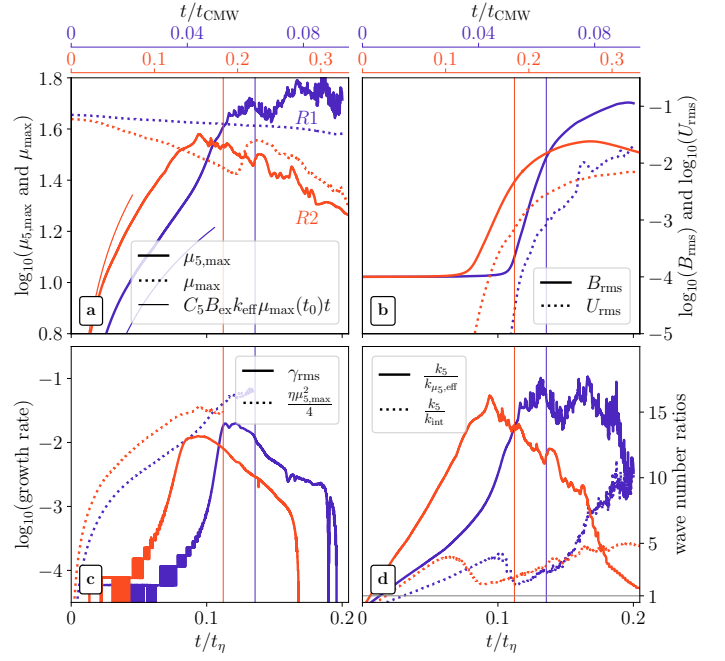 t/t_CMW
t/t_CMW
0
0.04
0.08
0
0.04
0.08
0
0.1
0.2
0.3
0
0.1
0.2
0.3
log10(μ5,max and μmax)
1.8
1.6
1.4
1.2
1.0
0.8
R1
R2
μ5,max
μmax
C5 Bex keff μmax(t0)t
a
−1
−2
−3
−4
−5
log10(Brms) and log10(Urms)
Brms
Urms
b
log10(growth rate)
−1
−2
−3
−4
γrms
ημ²5,max/4
c
0
0.1
0.2
t/tη
k5/kμ5,eff
k5/kint
15
10
5
1
wave number ratios
d
0
0.1
0.2
t/tη